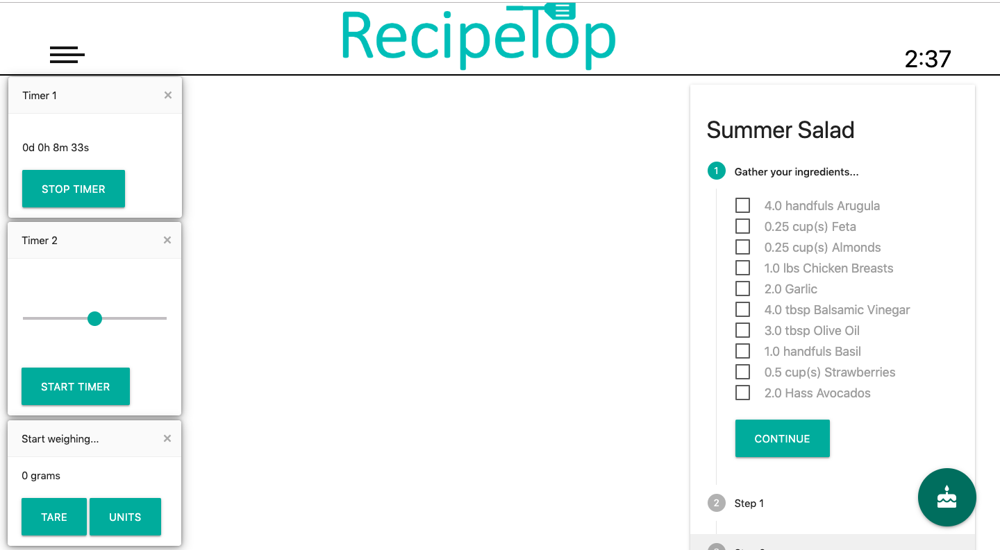 RecipeTop
2:37
Timer 1 ×
0d 0h 8m 33s
STOP TIMER
Timer 2 ×
START TIMER
Start weighing... ×
0 grams
TARE UNITS
Summer Salad
1 Gather your ingredients...
4.0 handfuls Arugula
0.25 cup(s) Feta
0.25 cup(s) Almonds
1.0 lbs Chicken Breasts
2.0 Garlic
4.0 tbsp Balsamic Vinegar
3.0 tbsp Olive Oil
1.0 handfuls Basil
0.5 cup(s) Strawberries
2.0 Hass Avocados
CONTINUE
2 Step 1